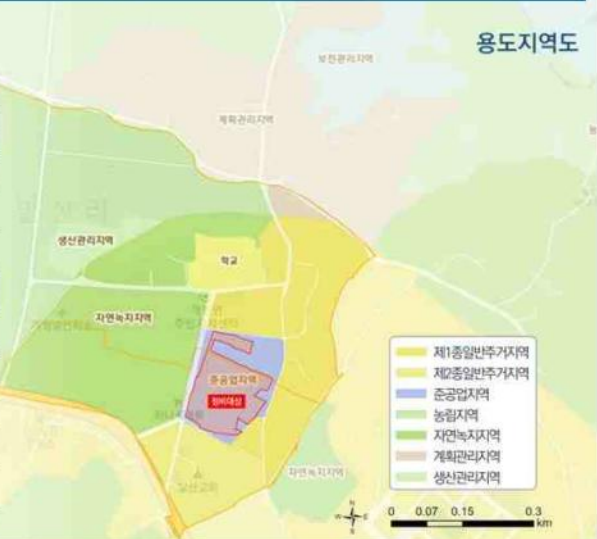 용도지역도
보전관리지역
계획관리지역
생산관리지역
학교
자연녹지지역
준공업지역
정비대상
자연녹지지역
제1종일반주거지역
제2종일반주거지역
준공업지역
농림지역
자연녹지지역
계획관리지역
생산관리지역
N
W
E
S
0 0.07 0.15 0.3
km